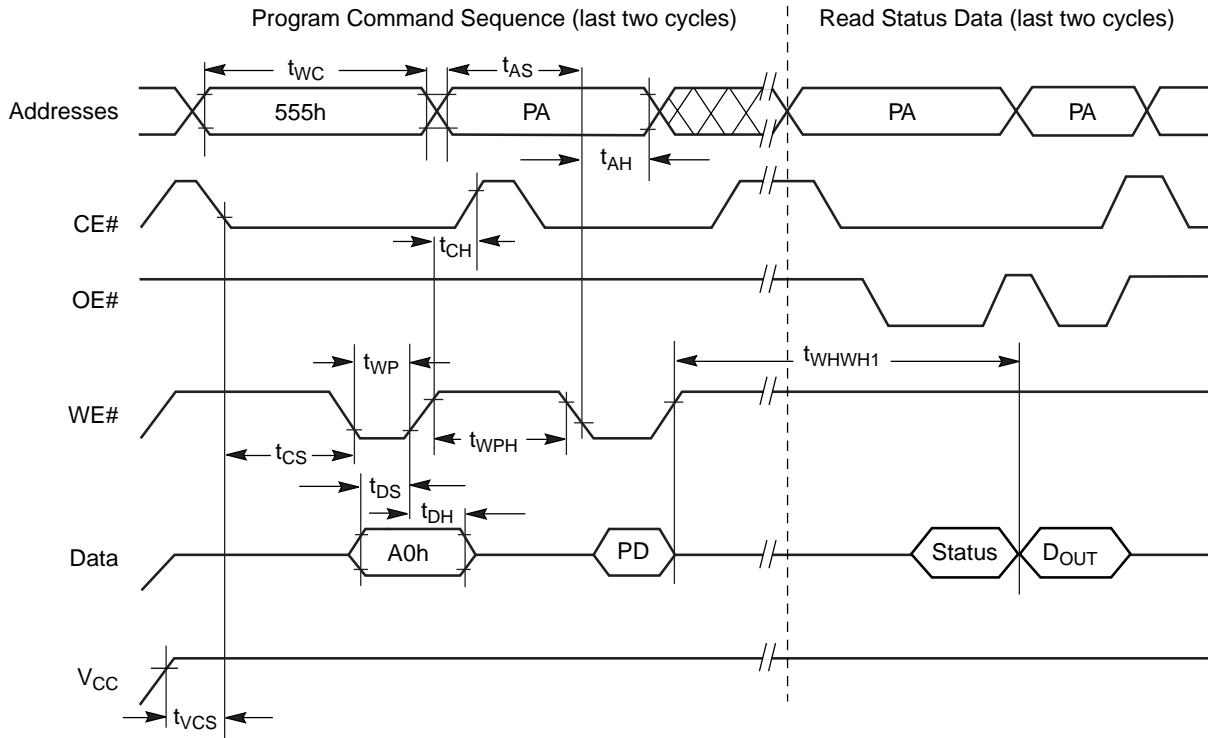 Program Command Sequence (last two cycles)
Read Status Data (last two cycles)
tWC
tAS
Addresses
555h
PA
PA
PA
tAH
CE#
tCH
OE#
tWP
tWHWH1
WE#
tCS
tWPH
tDS
tDH
Data
A0h
PD
Status
DOUT
VCC
tVCS